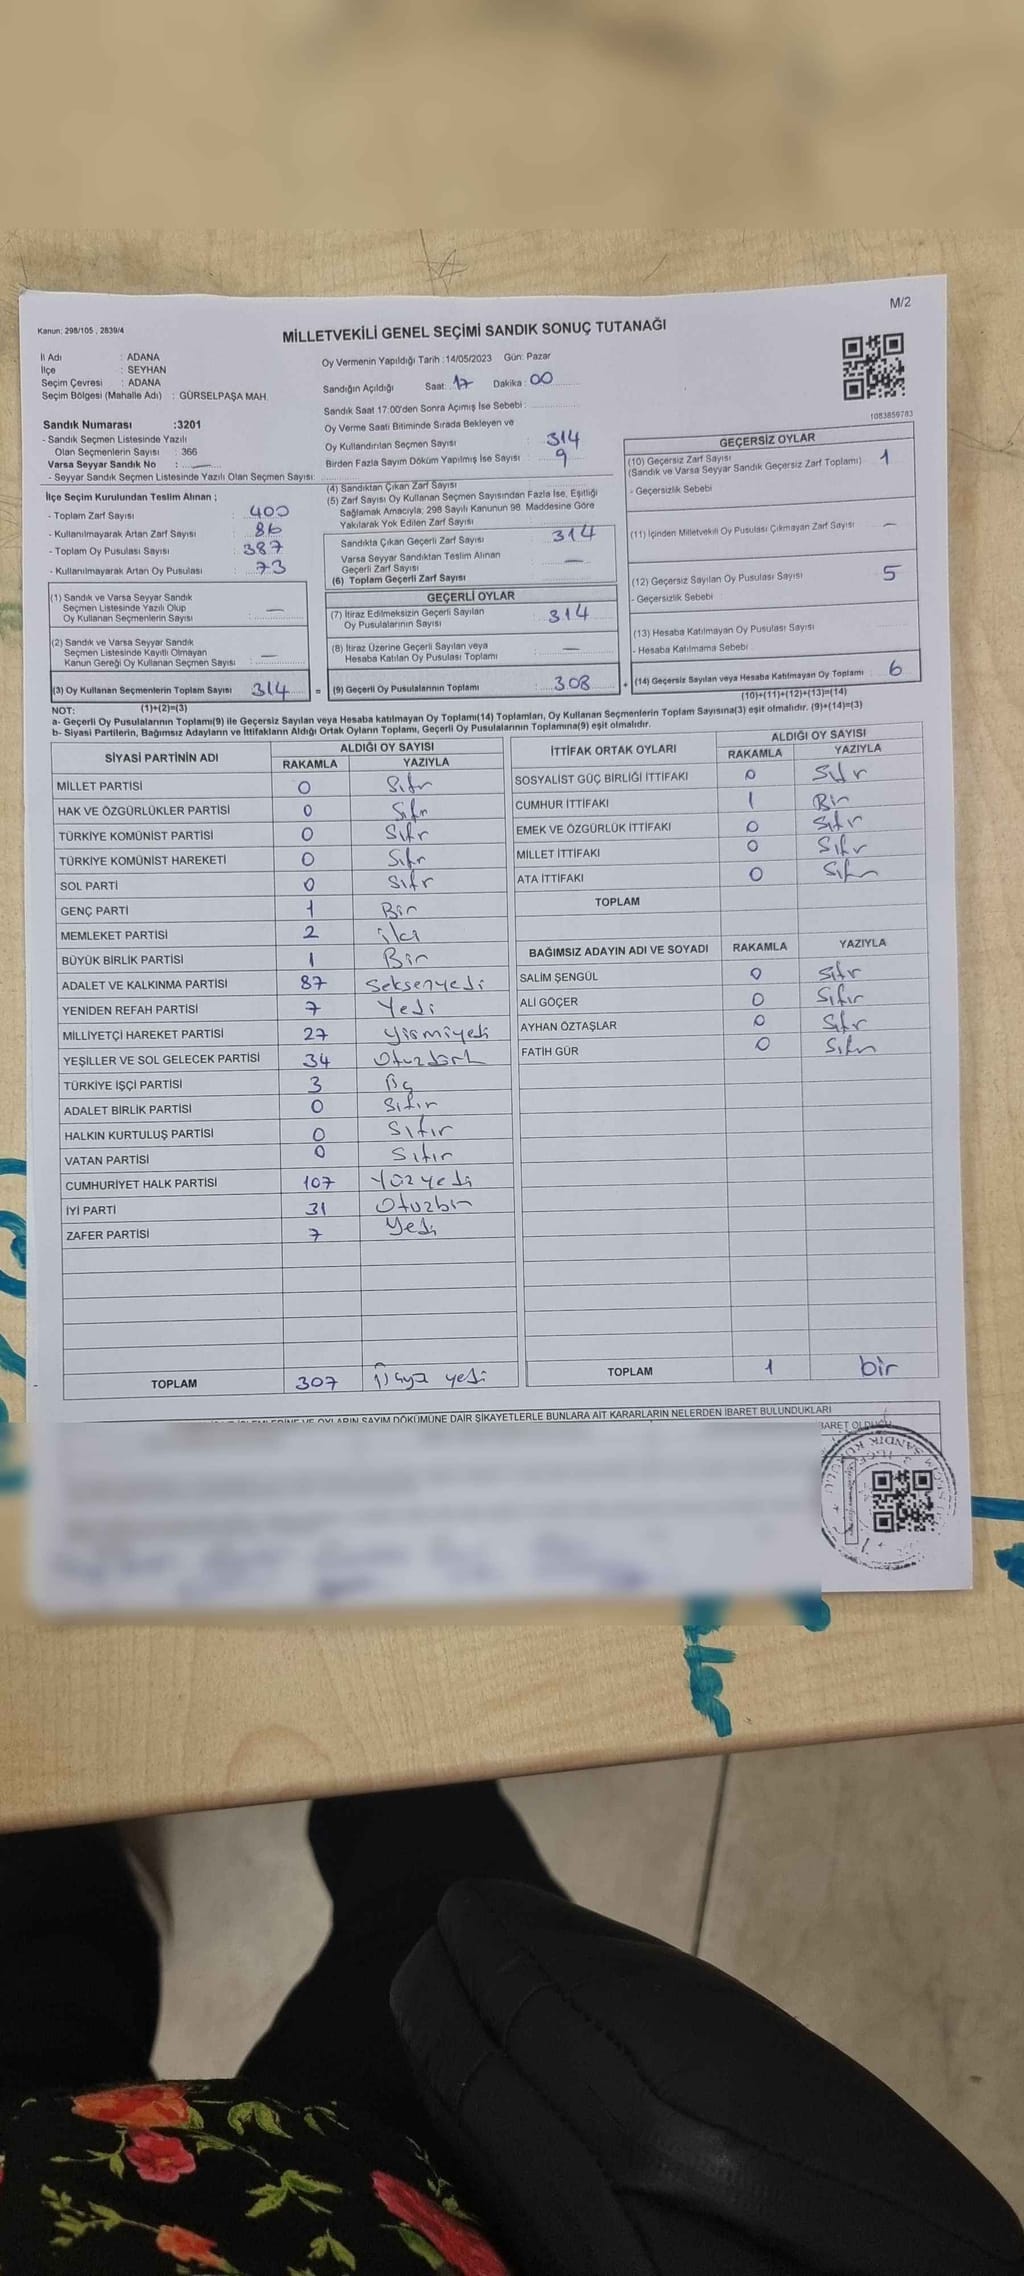 M/2
Kanun: 298/105 , 2839/4
MİLLETVEKİLİ GENEL SEÇİMİ SANDIK SONUÇ TUTANAĞI
İl Adı : ADANA
İlçe : SEYHAN
Seçim Çevresi : ADANA
Seçim Bölgesi (Mahalle Adı) : GÜRSELPAŞA MAH.
Sandık Numarası :3201
- Sandık Seçmen Listesinde Yazılı
Olan Seçmenlerin Sayısı : 366
Varsa Seyyar Sandık No : —
- Seyyar Sandık Seçmen Listesinde Yazılı Olan Seçmen Sayısı:
İlçe Seçim Kurulundan Teslim Alınan ;
- Toplam Zarf Sayısı : 400
- Kullanılmayarak Artan Zarf Sayısı : 86
- Toplam Oy Pusulası Sayısı : 387
- Kullanılmayarak Artan Oy Pusulası : 73
(1) Sandık ve Varsa Seyyar Sandık
Seçmen Listesinde Yazılı Olup
Oy Kullanan Seçmenlerin Sayısı : —
(2) Sandık ve Varsa Seyyar Sandık
Seçmen Listesinde Kayıtlı Olmayan
Kanun Gereği Oy Kullanan Seçmen Sayısı : —
(3) Oy Kullanan Seçmenlerin Toplam Sayısı 314
Oy Vermenin Yapıldığı Tarih :14/05/2023 Gün: Pazar
Sandığın Açıldığı Saat: 17 Dakika : 00
Sandık Saat 17:00'den Sonra Açımış İse Sebebi :
Oy Verme Saati Bitiminde Sırada Bekleyen ve
Oy Kullandırılan Seçmen Sayısı : 314
Birden Fazla Sayım Döküm Yapılmış İse Sayısı : 9
(4) Sandıktan Çıkan Zarf Sayısı
(5) Zarf Sayısı Oy Kullanan Seçmen Sayısından Fazla İse, Eşitliği
Sağlamak Amacıyla, 298 Sayılı Kanunun 98. Maddesine Göre
Yakılarak Yok Edilen Zarf Sayısı :
Sandıkta Çıkan Geçerli Zarf Sayısı : 314
Varsa Seyyar Sandıktan Teslim Alınan
Geçerli Zarf Sayısı : —
(6) Toplam Geçerli Zarf Sayısı
GEÇERLİ OYLAR
(7) İtiraz Edilmeksizin Geçerli Sayılan
Oy Pusulalarının Sayısı : 314
(8) İtiraz Üzerine Geçerli Sayılan veya
Hesaba Katılan Oy Pusulası Toplamı : —
= (9) Geçerli Oy Pusulalarının Toplamı : 308 +
1083859783
GEÇERSİZ OYLAR
(10) Geçersiz Zarf Sayısı
(Sandık ve Varsa Seyyar Sandık Geçersiz Zarf Toplamı) : 1
- Geçersizlik Sebebi
(11) İçinden Milletvekili Oy Pusulası Çıkmayan Zarf Sayısı : —
(12) Geçersiz Sayılan Oy Pusulası Sayısı : 5
- Geçersizlik Sebebi :
(13) Hesaba Katılmayan Oy Pusulası Sayısı :
- Hesaba Katılmama Sebebi :
(14) Geçersiz Sayılan veya Hesaba Katılmayan Oy Toplamı : 6
NOT: (1)+(2)=(3) (10)+(11)+(12)+(13)=(14)
a- Geçerli Oy Pusulalarının Toplamı(9) ile Geçersiz Sayılan veya Hesaba katılmayan Oy Toplamı(14) Toplamları, Oy Kullanan Seçmenlerin Toplam Sayısına(3) eşit olmalıdır. (9)+(14)=(3)
b- Siyasi Partilerin, Bağımsız Adayların ve İttifakların Aldığı Ortak Oyların Toplamı, Geçerli Oy Pusulalarının Toplamına(9) eşit olmalıdır.
SİYASİ PARTİNİN ADI ALDIĞI OY SAYISI
RAKAMLA YAZIYLA
MİLLET PARTİSİ 0 Sıfır
HAK VE ÖZGÜRLÜKLER PARTİSİ 0 Sıfır
TÜRKİYE KOMÜNİST PARTİSİ 0 Sıfır
TÜRKİYE KOMÜNİST HAREKETİ 0 Sıfır
SOL PARTİ 0 Sıfır
GENÇ PARTİ 1 Bir
MEMLEKET PARTİSİ 2 iki
BÜYÜK BİRLİK PARTİSİ 1 Bir
ADALET VE KALKINMA PARTİSİ 87 Seksenyedi
YENİDEN REFAH PARTİSİ 7 Yedi
MİLLİYETÇİ HAREKET PARTİSİ 27 Yirmiyedi
YEŞİLLER VE SOL GELECEK PARTİSİ 34 Otuzdört
TÜRKİYE İŞÇİ PARTİSİ 3 Üç
ADALET BİRLİK PARTİSİ 0 Sıfır
HALKIN KURTULUŞ PARTİSİ 0 Sıfır
VATAN PARTİSİ 0 Sıfır
CUMHURİYET HALK PARTİSİ 107 Yüzyedi
İYİ PARTİ 31 Otuzbir
ZAFER PARTİSİ 7 Yedi
TOPLAM 307 Üçyüz yedi
İTTİFAK ORTAK OYLARI ALDIĞI OY SAYISI
RAKAMLA YAZIYLA
SOSYALİST GÜÇ BİRLİĞİ İTTİFAKI 0 Sıfır
CUMHUR İTTİFAKI 1 Bir
EMEK VE ÖZGÜRLÜK İTTİFAKI 0 Sıfır
MİLLET İTTİFAKI 0 Sıfır
ATA İTTİFAKI 0 Sıfır
TOPLAM
BAĞIMSIZ ADAYIN ADI VE SOYADI RAKAMLA YAZIYLA
SALİM ŞENGÜL 0 Sıfır
ALİ GÖÇER 0 Sıfır
AYHAN ÖZTAŞLAR 0 Sıfır
FATİH GÜR 0 Sıfır
TOPLAM 1 bir
OYLARIN SAYIM DÖKÜMÜNE DAİR ŞİKAYETLERLE BUNLARA AİT KARARLARIN NELERDEN İBARET BULUNDUKLARI